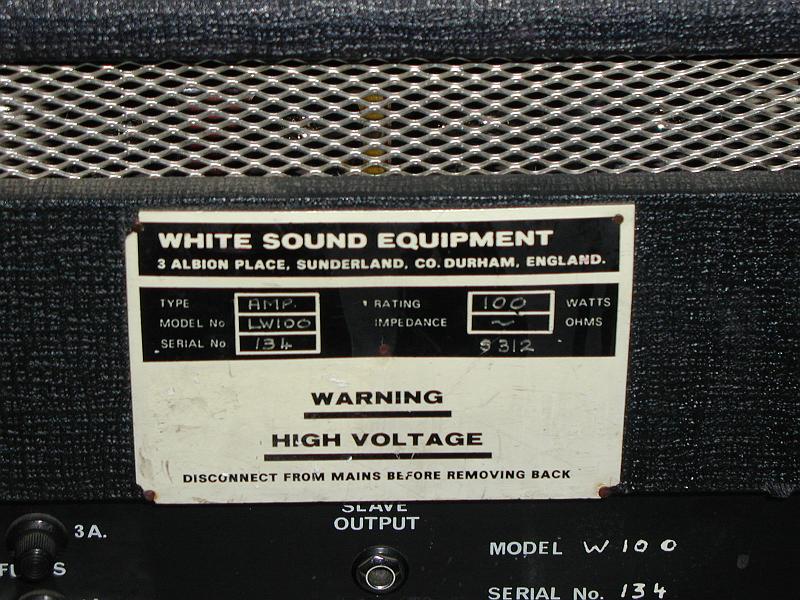 WHITE SOUND EQUIPMENT
3 ALBION PLACE, SUNDERLAND, CO. DURHAM, ENGLAND.
TYPE AMP. RATING 100 WATTS
MODEL No LW100 IMPEDANCE ~ OHMS
SERIAL No 134 S312
WARNING
HIGH VOLTAGE
DISCONNECT FROM MAINS BEFORE REMOVING BACK
SLAVE
OUTPUT
3A.
MODEL W100
SERIAL No. 134